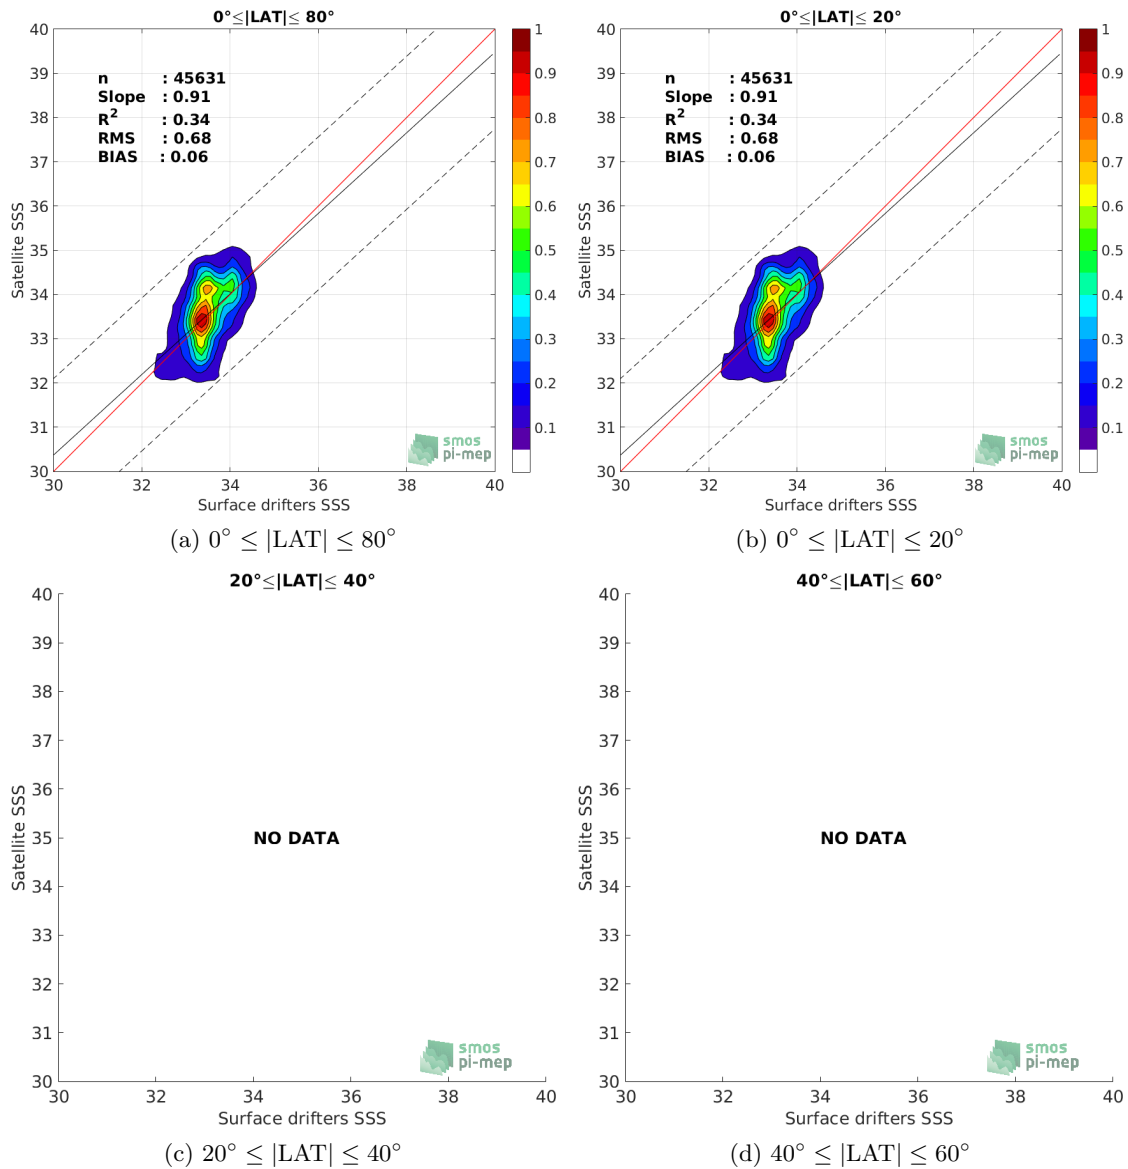 0°≤|LAT|≤ 80°
n : 45631
Slope : 0.91
R2 : 0.34
RMS : 0.68
BIAS : 0.06
40
39
38
37
36
35
34
33
32
31
30
Satellite SSS
30 32 34 36 38 40
Surface drifters SSS
1
0.9
0.8
0.7
0.6
0.5
0.4
0.3
0.2
0.1
smos
pi-mep
(a) 0° ≤ |LAT| ≤ 80°
0°≤|LAT|≤ 20°
n : 45631
Slope : 0.91
R2 : 0.34
RMS : 0.68
BIAS : 0.06
40
39
38
37
36
35
34
33
32
31
30
Satellite SSS
30 32 34 36 38 40
Surface drifters SSS
1
0.9
0.8
0.7
0.6
0.5
0.4
0.3
0.2
0.1
smos
pi-mep
(b) 0° ≤ |LAT| ≤ 20°
20°≤|LAT|≤ 40°
40
39
38
37
36
35
34
33
32
31
30
Satellite SSS
NO DATA
smos
pi-mep
30 32 34 36 38 40
Surface drifters SSS
(c) 20° ≤ |LAT| ≤ 40°
40°≤|LAT|≤ 60°
40
39
38
37
36
35
34
33
32
31
30
Satellite SSS
NO DATA
smos
pi-mep
30 32 34 36 38 40
Surface drifters SSS
(d) 40° ≤ |LAT| ≤ 60°